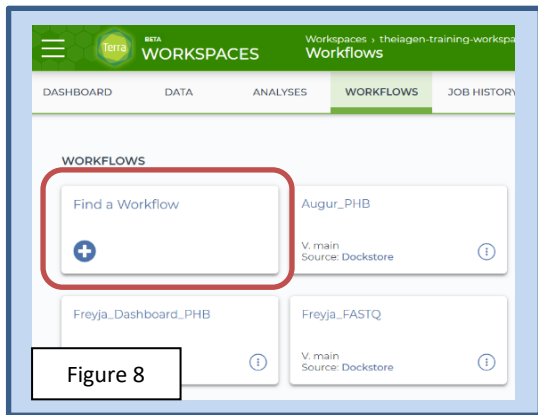 Terra
BETA
WORKSPACES
Workspaces › theiagen-training-workspa
Workflows
DASHBOARD DATA ANALYSES WORKFLOWS JOB HISTORY
WORKFLOWS
Find a Workflow
Augur_PHB
V. main
Source: Dockstore
Freyja_Dashboard_PHB
Freyja_FASTQ
V. main
Source: Dockstore
Figure 8